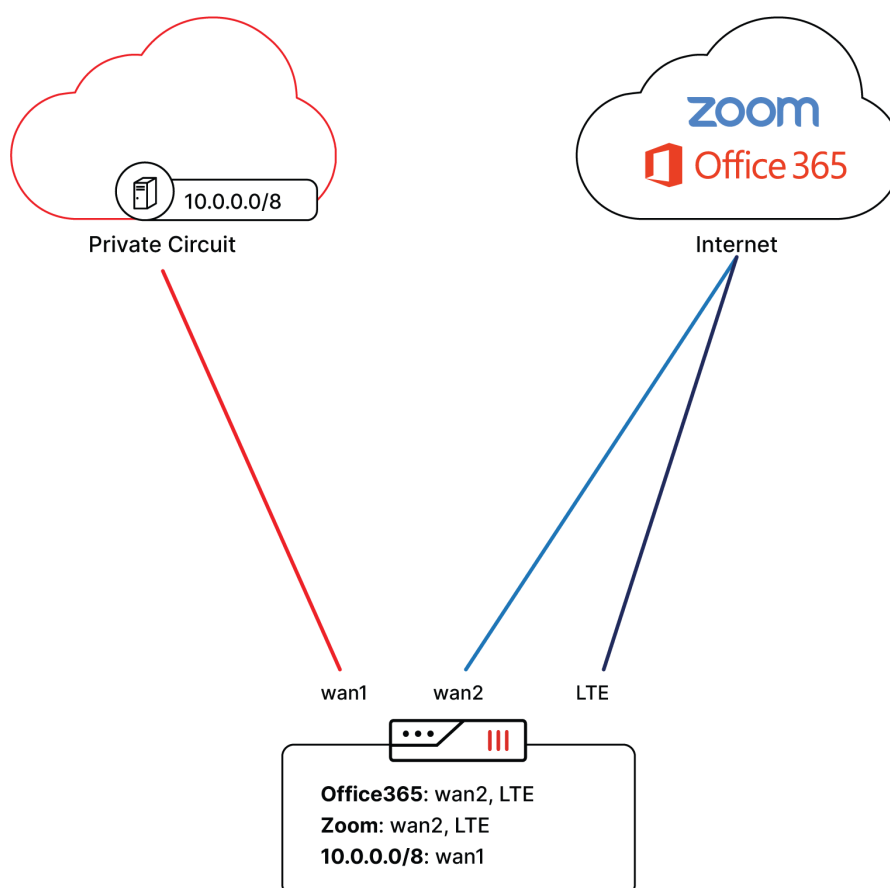 zoom
Office 365
10.0.0.0/8
Private Circuit
Internet
wan1
wan2
LTE
Office365: wan2, LTE
Zoom: wan2, LTE
10.0.0.0/8: wan1